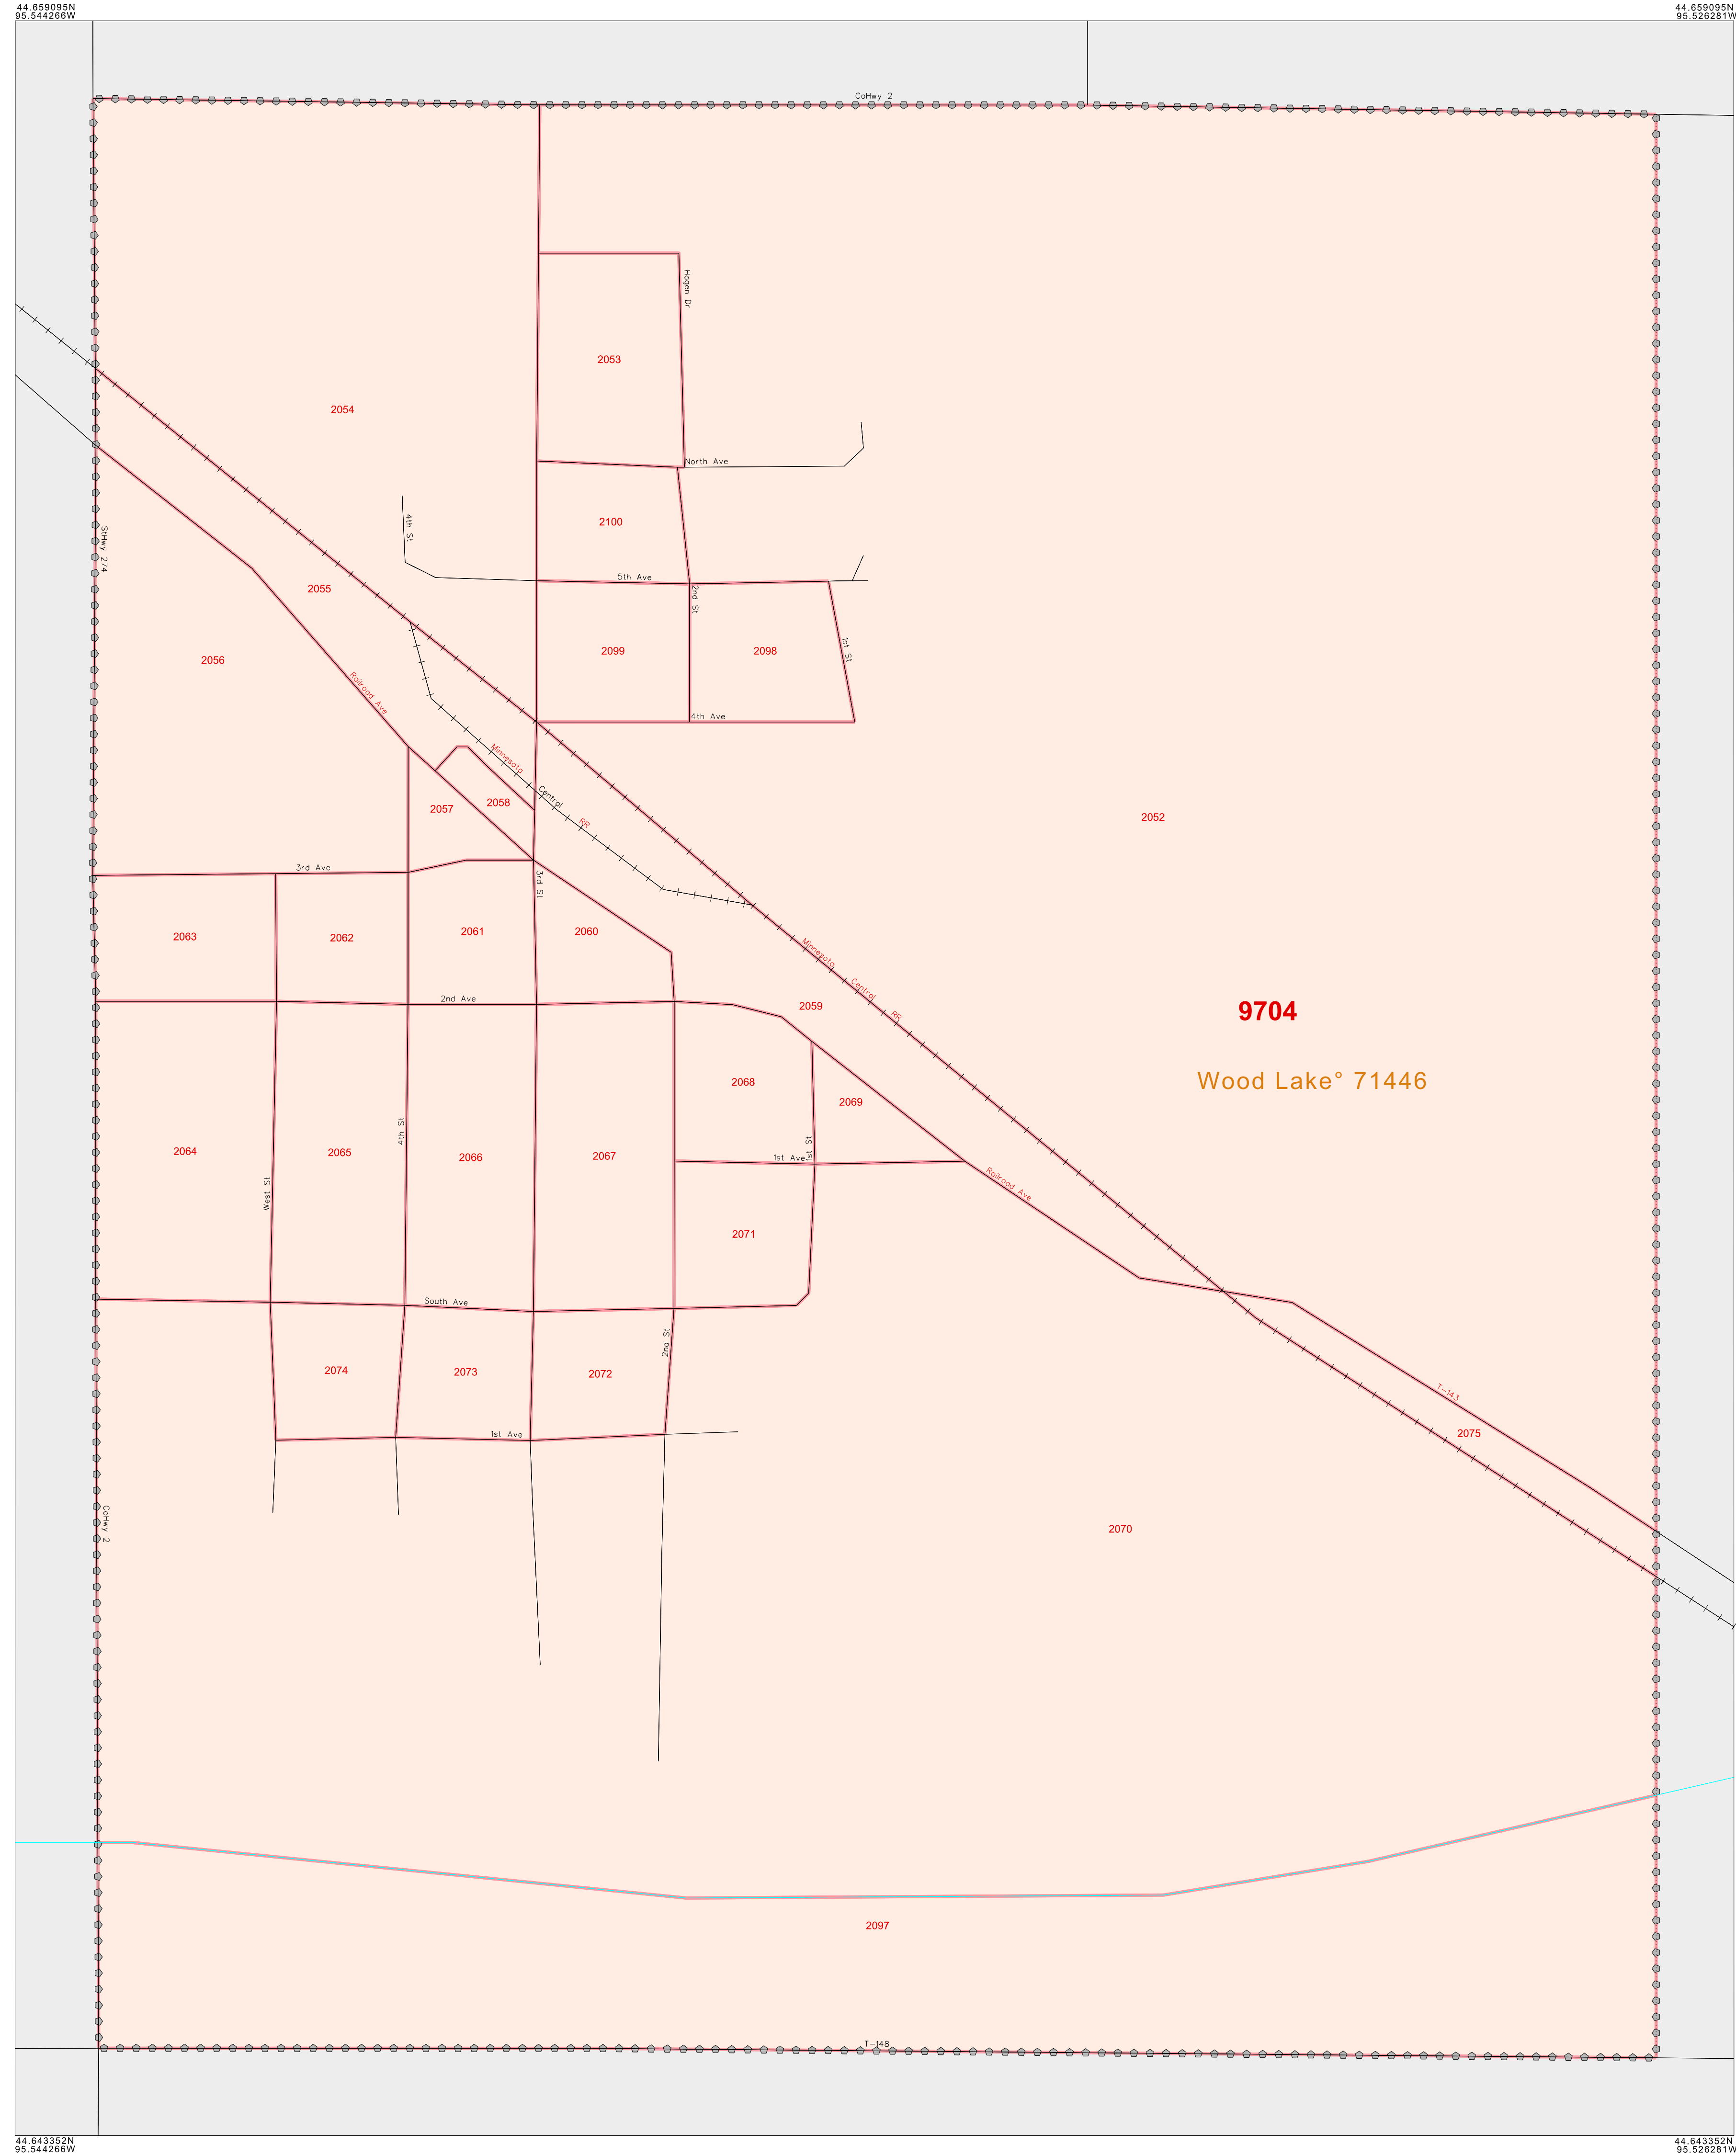 44.659095N
95.544266W
44.659095N
95.526281W
CoHwy 2
Hogen Dr
2053
2054
North Ave
4th St
2100
StHwy 274
5th Ave
2055
2nd St
2099
2098
1st St
2056
Railroad Ave
4th Ave
Minnesota
Central
RR
2057
2058
2052
3rd Ave
3rd St
2063
2062
2061
2060
Minnesota
Central
RR
2nd Ave
2059
9704
Wood Lake° 71446
2068
2069
4th St
1st St
2064
2065
2066
2067
1st Ave
Railroad Ave
West St
2071
South Ave
2nd St
2074
2073
2072
T-143
1st Ave
2075
CoHwy 2
2070
2097
T-148
44.643352N
95.544266W
44.643352N
95.526281W